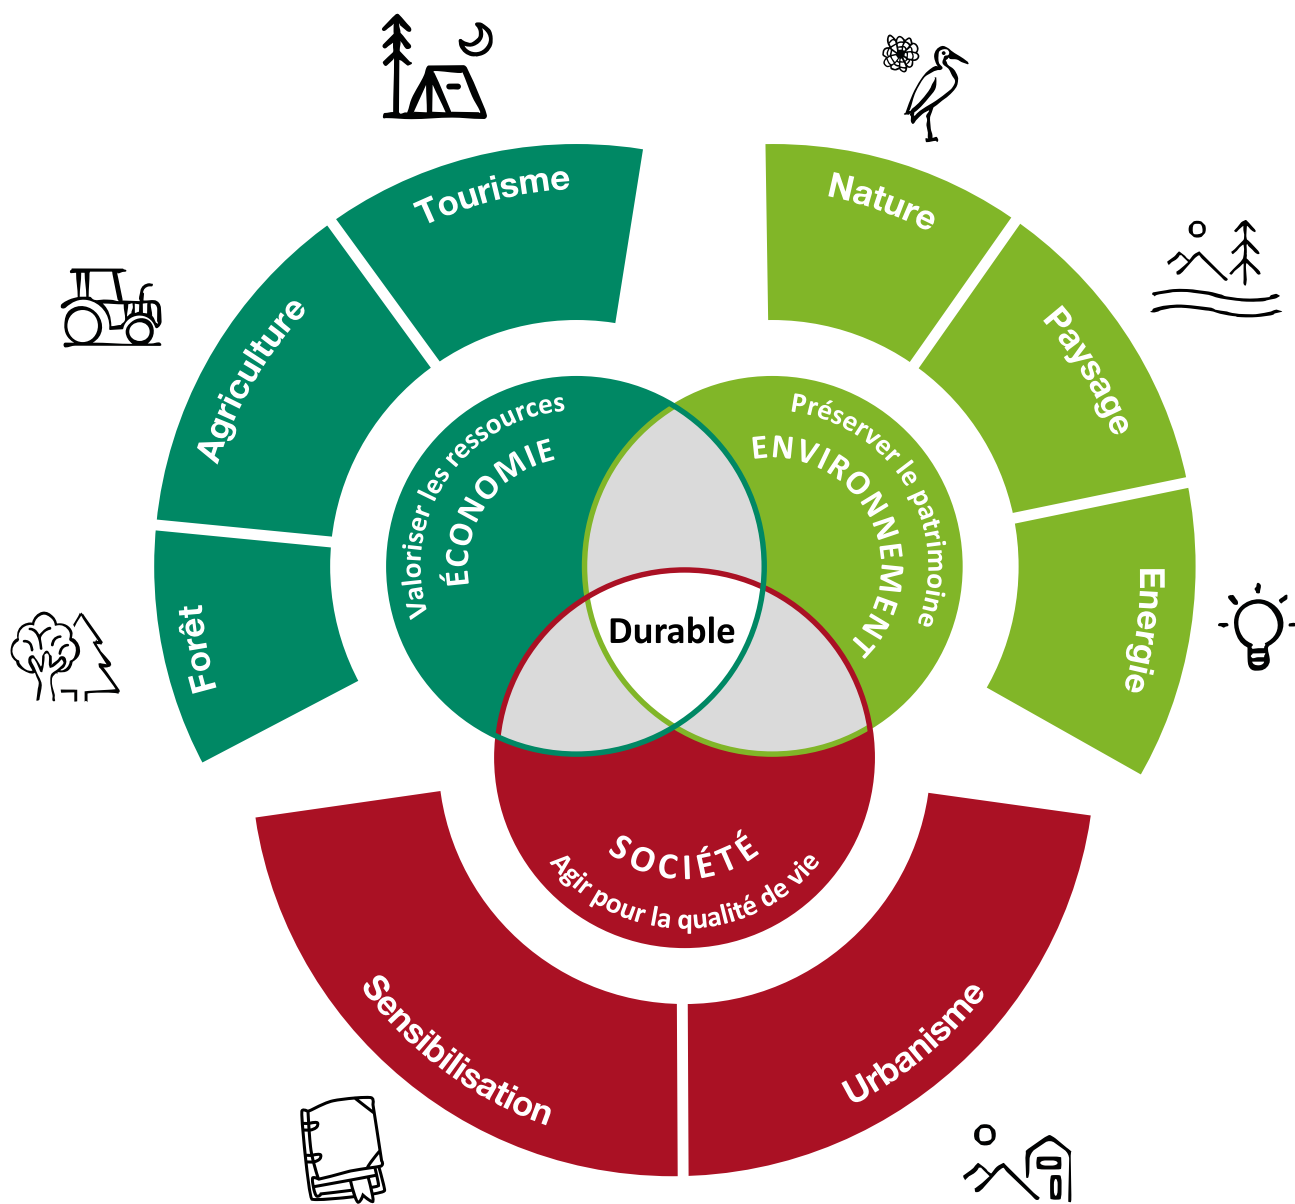 Tourisme
Nature
Agriculture
Paysage
Forêt
Energie
Valoriser les ressources
ÉCONOMIE
Préserver le patrimoine
ENVIRONNEMENT
Durable
SOCIÉTÉ
Agir pour la qualité de vie
Sensibilisation
Urbanisme